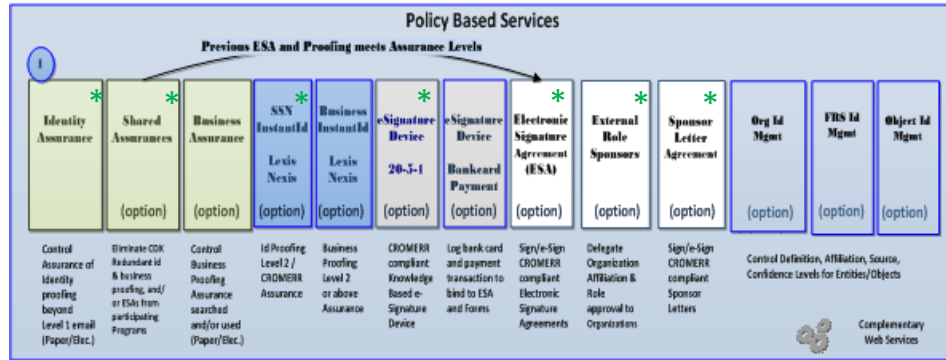 Policy Based Services
Previous ESA and Proofing meets Assurance Levels
1
* Identity
Assurance
* Shared
Assurances
(option)
Business
Assurance
(option)
* SSN
InstantId
Lexis
Nexis
(option)
Business
InstantId
Lexis
Nexis
(option)
* eSignature
Device
20-5-1
(option)
eSignature
Device
Bankcard
Payment
(option)
* Electronic
Signature
Agreement
(ESA)
(option)
* External
Role
Sponsors
(option)
* Sponsor
Letter
Agreement
(option)
Org Id
Mgmt
(option)
FRS Id
Mgmt
(option)
Object Id
Mgmt
(option)
Control
Assurance of
Identity
proofing
beyond
Level 1 email
(Paper/Elec.)
Eliminate CDX
Redundant id
& business
proofing, and/
or ESAs from
participating
Programs
Control
Business
Proofing
Assurance
searched
and/or used
(Paper/Elec.)
Id Proofing
Level 2 /
CROMERR
Assurance
Business
Proofing
Level 2
or above
Assurance
CROMERR
compliant
Knowledge
Based e-
Signature
Device
Log bank card
and payment
transaction to
bind to ESA
and Forms
Sign/e-Sign
CROMERR
compliant
Electronic
Signature
Agreements
Delegate
Organization
Affiliation &
Role
approval to
Organizations
Sign/e-Sign
CROMERR
compliant
Sponsor
Letters
Control Definition, Affiliation, Source,
Confidence Levels for Entities/Objects
Complementary
Web Services